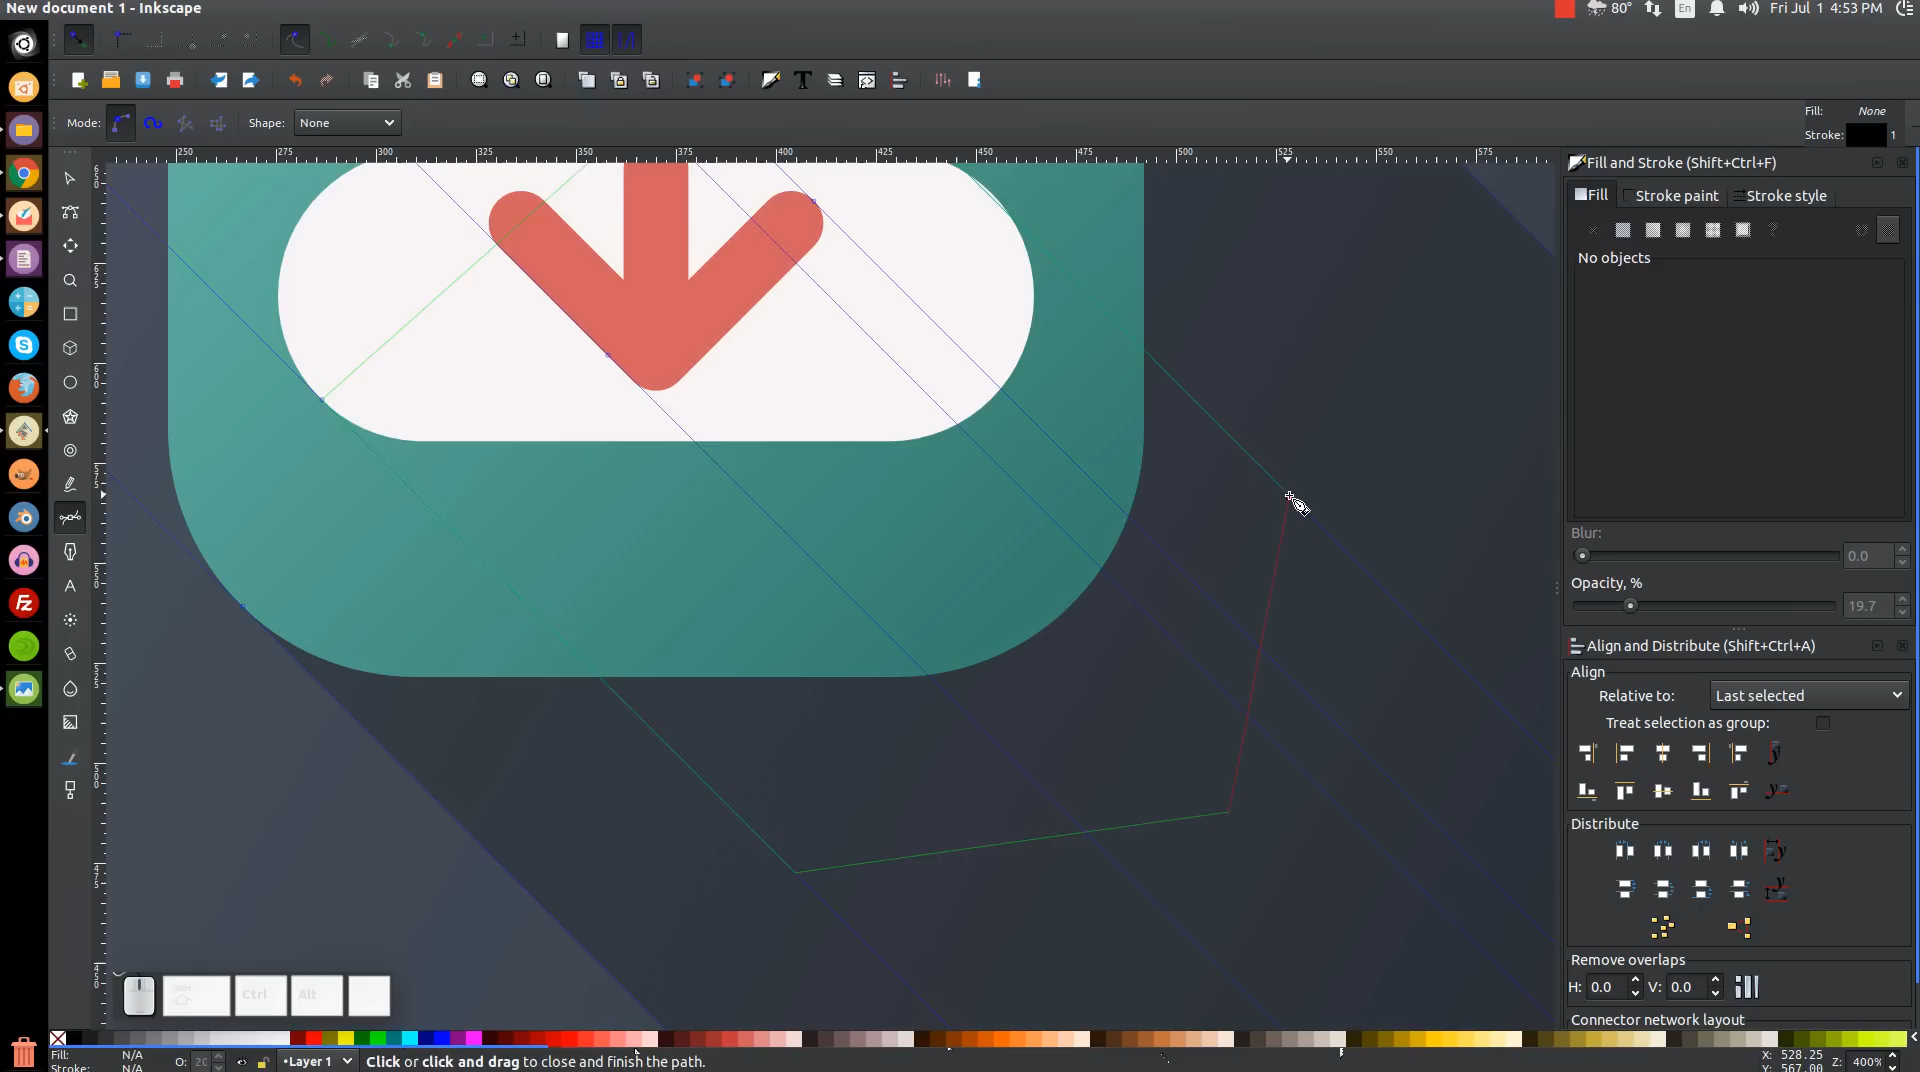 New document 1 - Inkscape
80°
En
Fri Jul 1 4:53 PM
Mode:
Shape:
None
Fill:
None
Stroke:
1
250
275
300
325
350
375
400
425
450
475
500
525
550
575
Fill and Stroke (Shift+Ctrl+F)
Fill
Stroke paint
Stroke style
No objects
Blur:
0.0
Opacity, %
19.7
Align and Distribute (Shift+Ctrl+A)
Align
Relative to:
Last selected
Treat selection as group:
Distribute
Remove overlaps
H:
0.0
V:
0.0
Connector network layout
Shift
Ctrl
Alt
Fill:
N/A
Stroke:
N/A
O:
•Layer 1
Click or click and drag to close and finish the path.
X: 528.25
Y: 567.00
Z:
400%